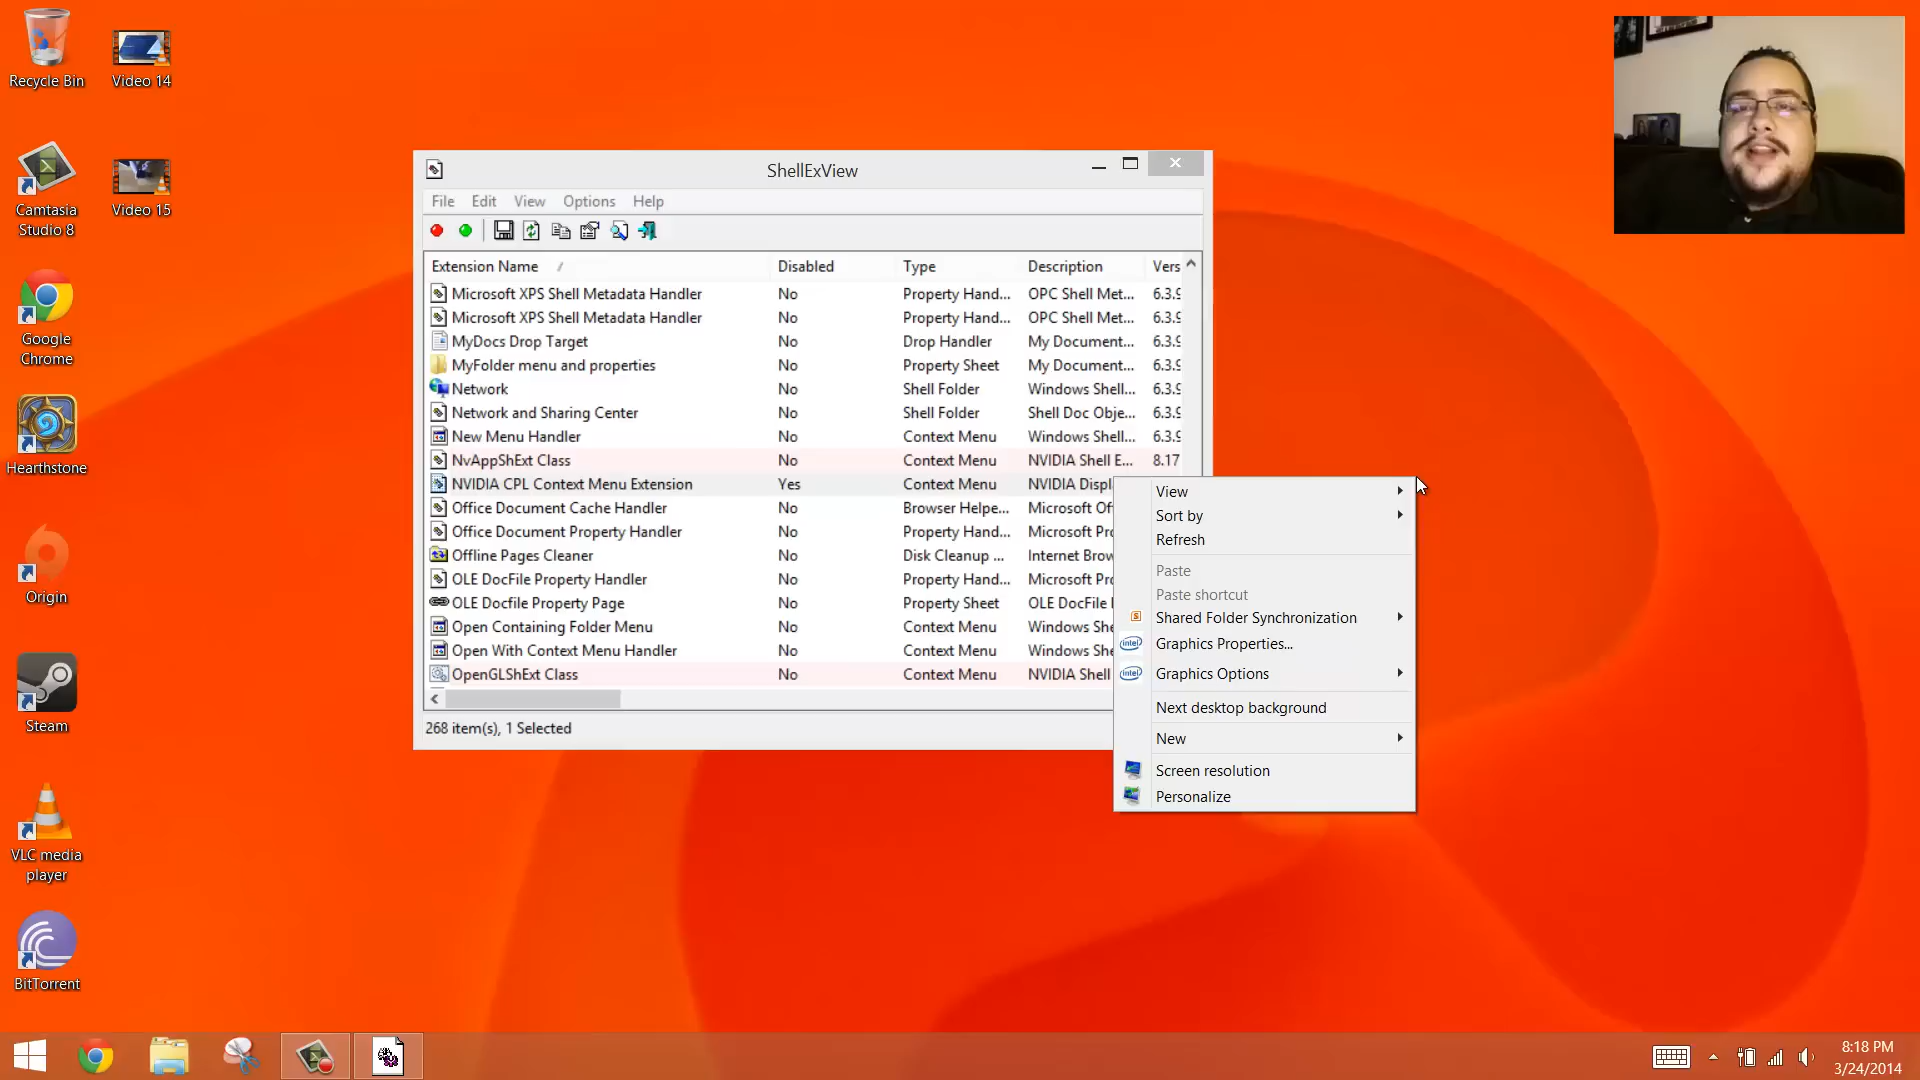 Recycle Bin
Video 14
Camtasia
Studio 8
Video 15
Google
Chrome
Hearthstone
Origin
Steam
VLC media
player
BitTorrent
ShellExView
File Edit View Options Help
Extension Name / Disabled Type Description Vers
Microsoft XPS Shell Metadata Handler No Property Hand... OPC Shell Met... 6.3.9
Microsoft XPS Shell Metadata Handler No Property Hand... OPC Shell Met... 6.3.9
MyDocs Drop Target No Drop Handler My Document... 6.3.9
MyFolder menu and properties No Property Sheet My Document... 6.3.9
Network No Shell Folder Windows Shell... 6.3.9
Network and Sharing Center No Shell Folder Shell Doc Obje... 6.3.9
New Menu Handler No Context Menu Windows Shell... 6.3.9
NvAppShExt Class No Context Menu NVIDIA Shell E... 8.17
NVIDIA CPL Context Menu Extension Yes Context Menu NVIDIA Displ
Office Document Cache Handler No Browser Helpe... Microsoft Of
Office Document Property Handler No Property Hand... Microsoft Pr
Offline Pages Cleaner No Disk Cleanup ... Internet Brow
OLE DocFile Property Handler No Property Hand... Microsoft Pr
OLE Docfile Property Page No Property Sheet OLE DocFile
Open Containing Folder Menu No Context Menu Windows She
Open With Context Menu Handler No Context Menu Windows She
OpenGLShExt Class No Context Menu NVIDIA Shell
268 item(s), 1 Selected
View
Sort by
Refresh
Paste
Paste shortcut
S Shared Folder Synchronization
intel Graphics Properties...
intel Graphics Options
Next desktop background
New
Screen resolution
Personalize
8:18 PM
3/24/2014